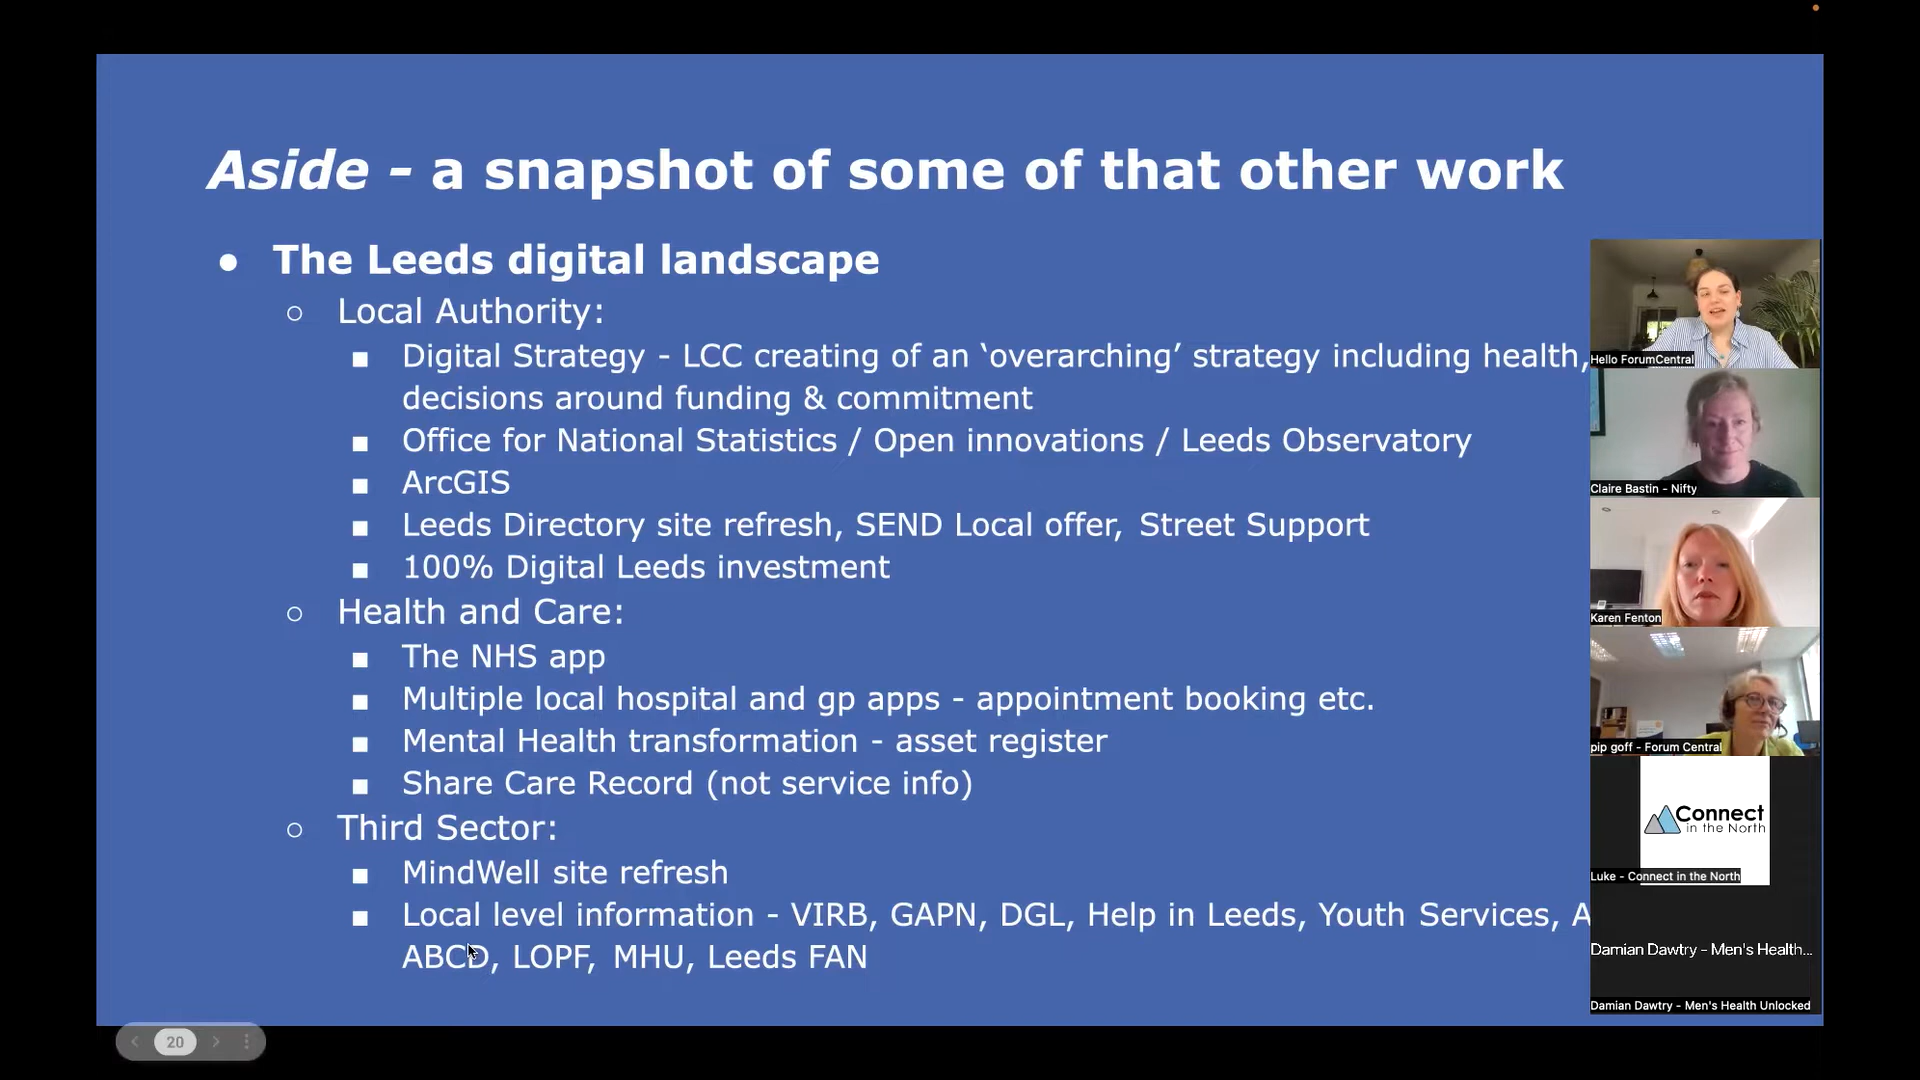 Aside - a snapshot of some of that other work
● The Leeds digital landscape
○ Local Authority:
■ Digital Strategy - LCC creating of an ‘overarching’ strategy including health,
decisions around funding & commitment
■ Office for National Statistics / Open innovations / Leeds Observatory
■ ArcGIS
■ Leeds Directory site refresh, SEND Local offer, Street Support
■ 100% Digital Leeds investment
○ Health and Care:
■ The NHS app
■ Multiple local hospital and gp apps - appointment booking etc.
■ Mental Health transformation - asset register
■ Share Care Record (not service info)
○ Third Sector:
■ MindWell site refresh
■ Local level information - VIRB, GAPN, DGL, Help in Leeds, Youth Services, A
ABCD, LOPF, MHU, Leeds FAN
20
Hello ForumCentral
Claire Bastin - Nifty
Karen Fenton
pip goff - Forum Central
Connect
in the North
Luke - Connect in the North
Damian Dawtry - Men's Health...
Damian Dawtry - Men's Health Unlocked